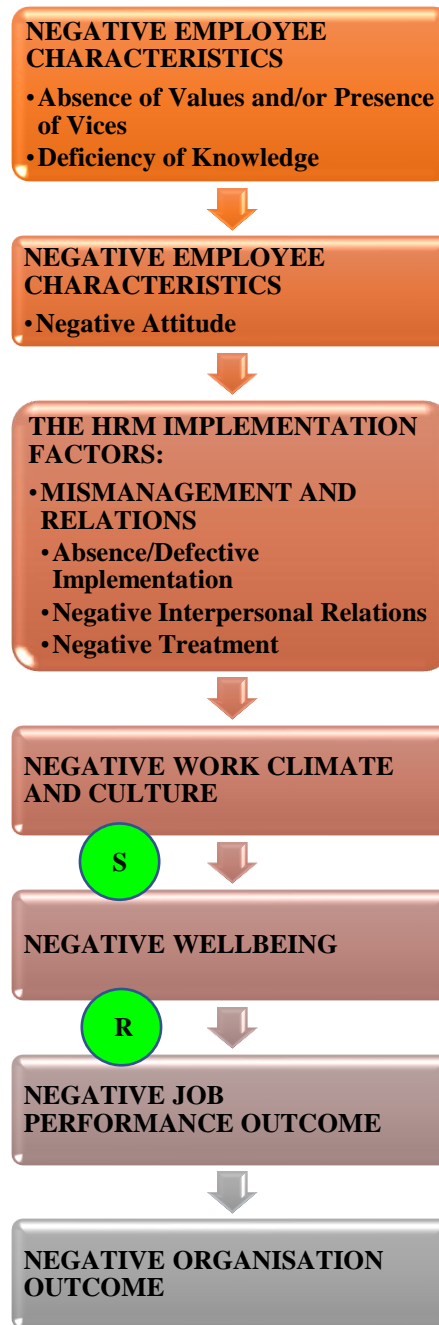 NEGATIVE EMPLOYEE
CHARACTERISTICS
•Absence of Values and/or Presence
of Vices
•Deficiency of Knowledge
NEGATIVE EMPLOYEE
CHARACTERISTICS
•Negative Attitude
THE HRM IMPLEMENTATION
FACTORS:
•MISMANAGEMENT AND
RELATIONS
•Absence/Defective
Implementation
•Negative Interpersonal Relations
•Negative Treatment
NEGATIVE WORK CLIMATE
AND CULTURE
S
NEGATIVE WELLBEING
R
NEGATIVE JOB
PERFORMANCE OUTCOME
NEGATIVE ORGANISATION
OUTCOME